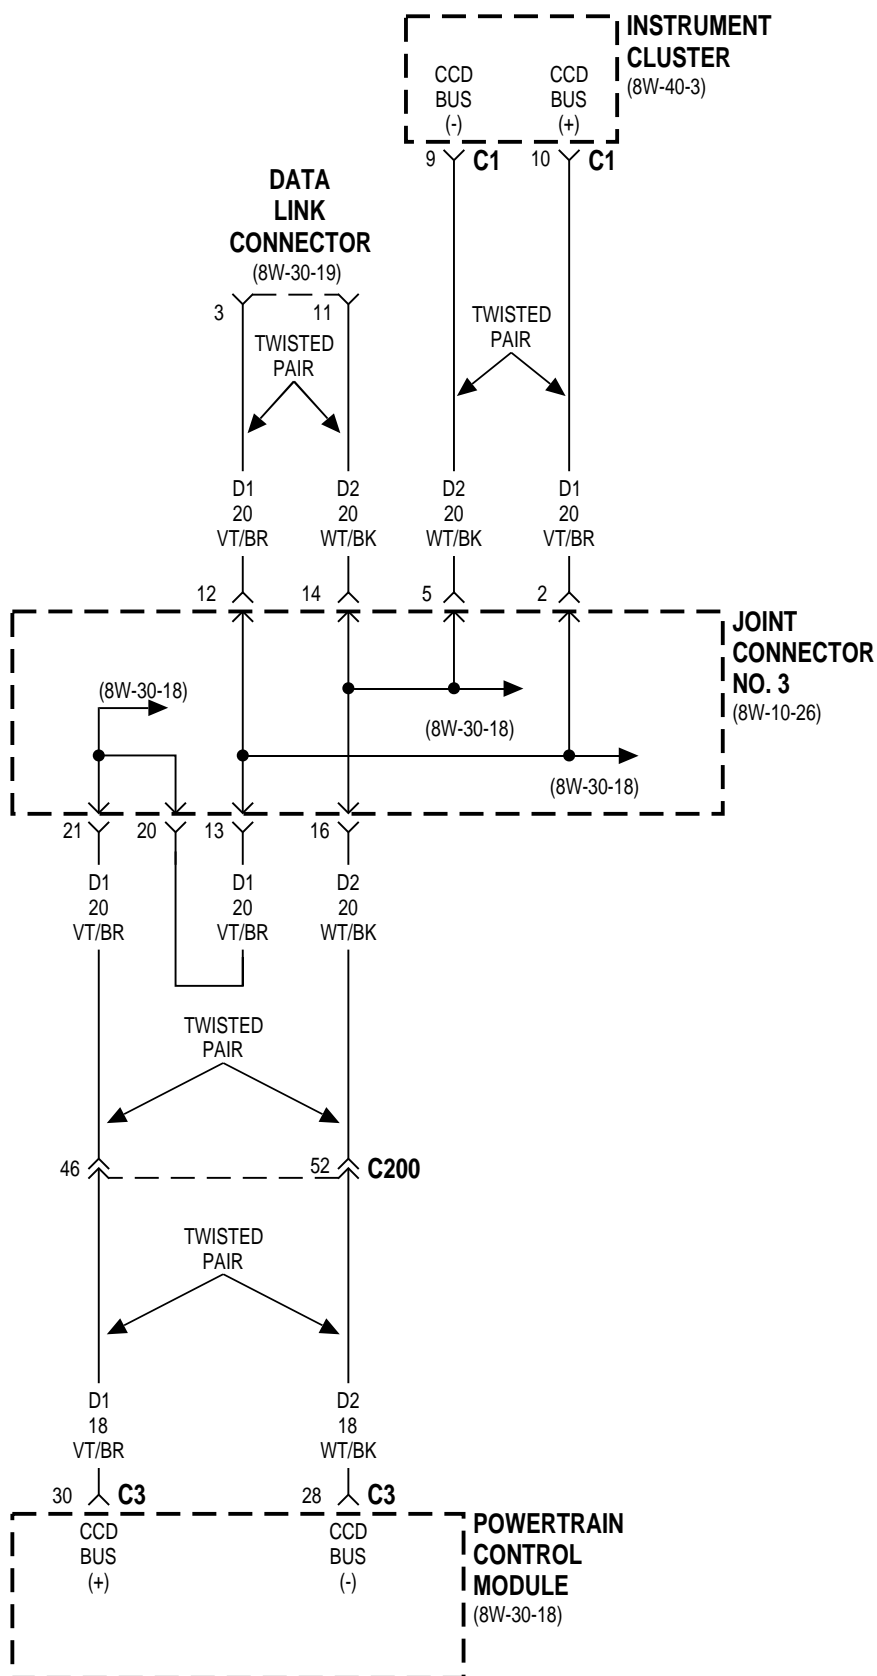 INSTRUMENT
CLUSTER
(8W-40-3)
CCD
BUS
(-)
CCD
BUS
(+)
9
C1
10
C1
DATA
LINK
CONNECTOR
(8W-30-19)
3
11
TWISTED
PAIR
TWISTED
PAIR
D1
20
VT/BR
D2
20
WT/BK
D2
20
WT/BK
D1
20
VT/BR
12
14
5
2
JOINT
CONNECTOR
NO. 3
(8W-10-26)
(8W-30-18)
(8W-30-18)
(8W-30-18)
21
20
13
16
D1
20
VT/BR
D1
20
VT/BR
D2
20
WT/BK
TWISTED
PAIR
46
52
C200
TWISTED
PAIR
D1
18
VT/BR
D2
18
WT/BK
30
C3
28
C3
CCD
BUS
(+)
CCD
BUS
(-)
POWERTRAIN
CONTROL
MODULE
(8W-30-18)